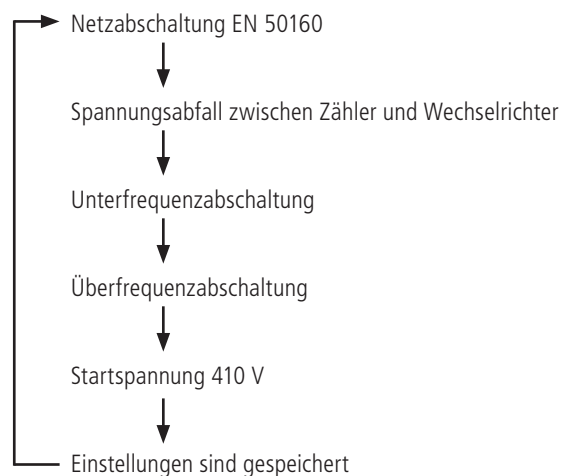 Netzabschaltung EN 50160
Spannungsabfall zwischen Zähler und Wechselrichter
Unterfrequenzabschaltung
Überfrequenzabschaltung
Startspannung 410 V
Einstellungen sind gespeichert